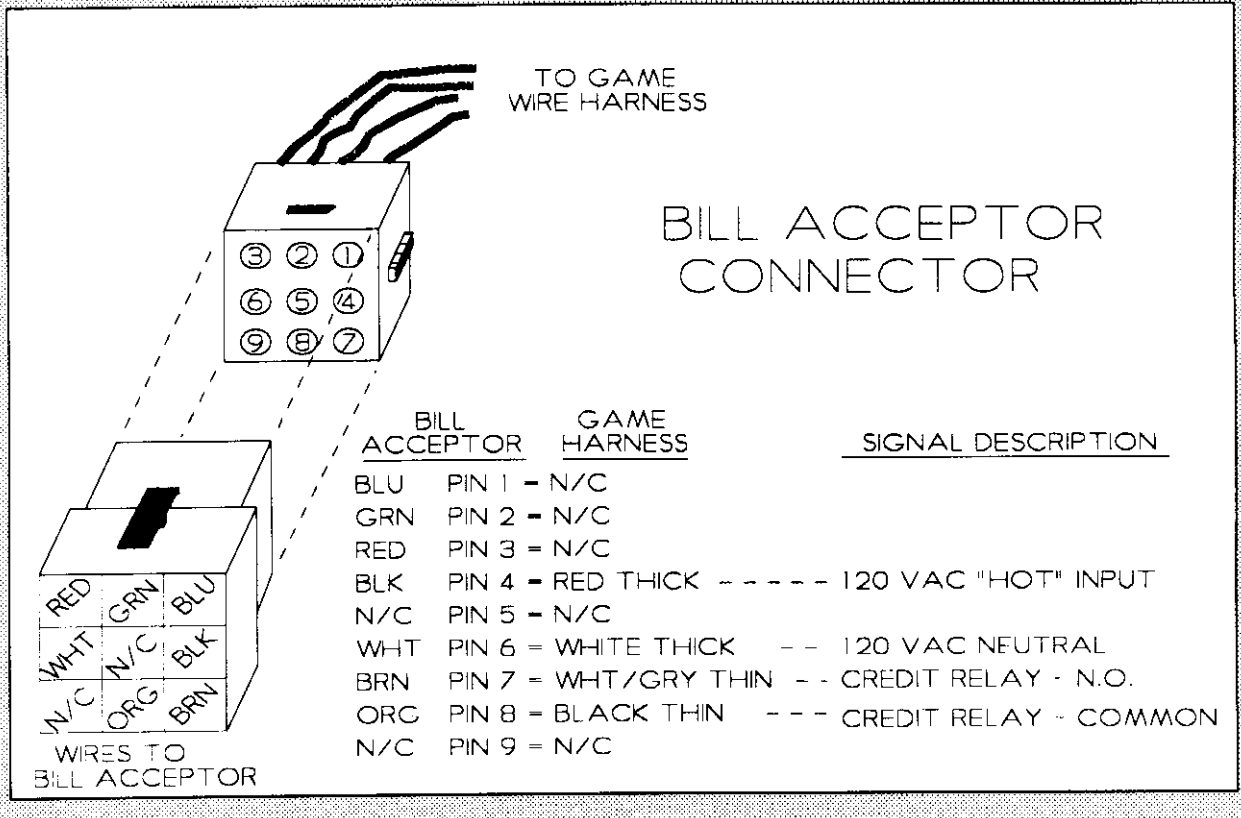 TO GAME
WIRE HARNESS
BILL ACCEPTOR
CONNECTOR
3 2 1
6 5 4
9 8 7
BILL ACCEPTOR GAME HARNESS SIGNAL DESCRIPTION
BLU PIN 1 = N/C
GRN PIN 2 = N/C
RED PIN 3 = N/C
BLK PIN 4 = RED THICK - - - - - 120 VAC "HOT" INPUT
N/C PIN 5 = N/C
WHT PIN 6 = WHITE THICK - - 120 VAC NEUTRAL
BRN PIN 7 = WHT/GRY THIN - - CREDIT RELAY - N.O.
ORG PIN 8 = BLACK THIN - - - CREDIT RELAY - COMMON
N/C PIN 9 = N/C
RED GRN BLU
WHT N/C BLK
N/C ORG BRN
WIRES TO
BILL ACCEPTOR